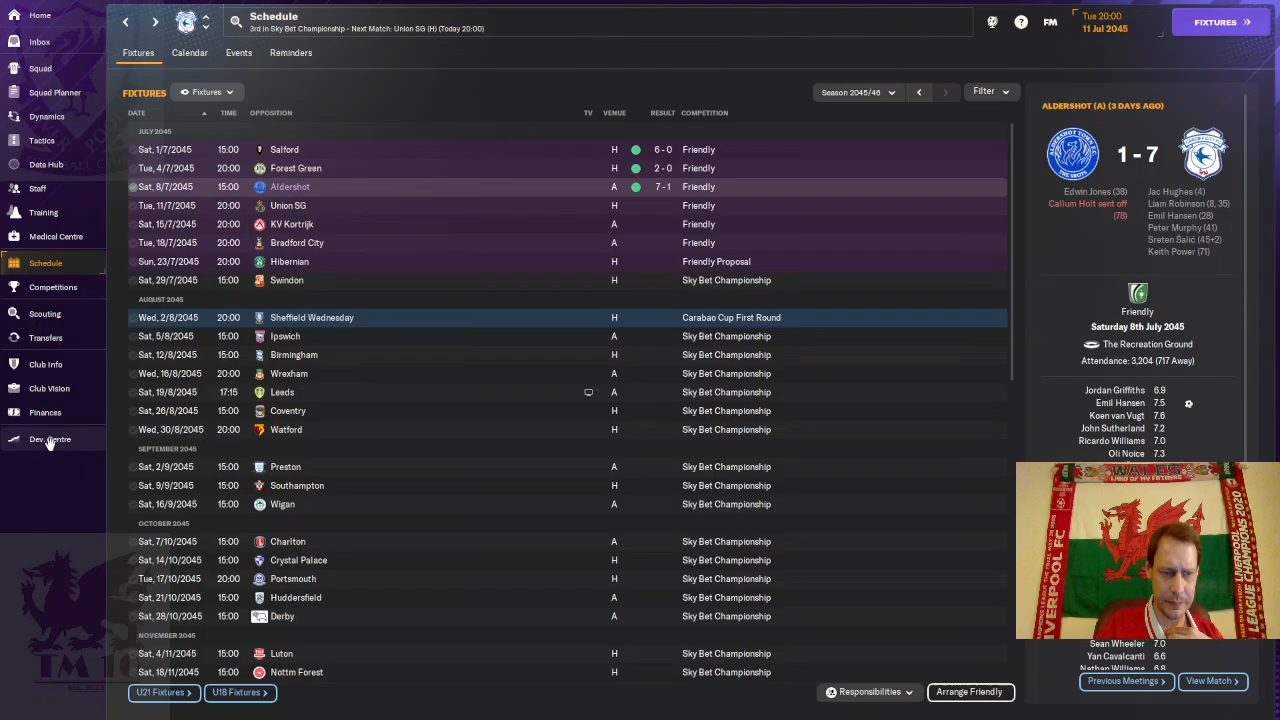 Home
Inbox
Squad
Squad Planner
Dynamics
Tactics
Data Hub
Staff
Training
Medical Centre
Schedule
Competitions
Scouting
Transfers
Club Info
Club Vision
Finances
Dev. Centre
TM10
Schedule
3rd in Sky Bet Championship - Next Match: Union SG (H) (Today 20:00)
FM
Tue 20:00
11 Jul 2045
FIXTURES
Fixtures Calendar Events Reminders
FIXTURES Fixtures Season 2045/46 Filter
DATE TIME OPPOSITION TV VENUE RESULT COMPETITION
JULY 2045
Sat, 1/7/2045 15:00 Salford H 6 - 0 Friendly
Tue, 4/7/2045 20:00 Forest Green H 2 - 0 Friendly
Sat, 8/7/2045 15:00 Aldershot A 7 - 1 Friendly
Tue, 11/7/2045 20:00 Union SG H Friendly
Sat, 15/7/2045 20:00 KV Kortrijk A Friendly
Tue, 18/7/2045 20:00 Bradford City A Friendly
Sun, 23/7/2045 20:00 Hibernian H Friendly Proposal
Sat, 29/7/2045 15:00 Swindon H Sky Bet Championship
AUGUST 2045
Wed, 2/8/2045 20:00 Sheffield Wednesday H Carabao Cup First Round
Sat, 5/8/2045 15:00 Ipswich A Sky Bet Championship
Sat, 12/8/2045 15:00 Birmingham H Sky Bet Championship
Wed, 16/8/2045 20:00 Wrexham A Sky Bet Championship
Sat, 19/8/2045 17:15 Leeds A Sky Bet Championship
Sat, 26/8/2045 15:00 Coventry H Sky Bet Championship
Wed, 30/8/2045 20:00 Watford H Sky Bet Championship
SEPTEMBER 2045
Sat, 2/9/2045 15:00 Preston A Sky Bet Championship
Sat, 9/9/2045 15:00 Southampton H Sky Bet Championship
Sat, 16/9/2045 15:00 Wigan A Sky Bet Championship
OCTOBER 2045
Sat, 7/10/2045 15:00 Charlton A Sky Bet Championship
Sat, 14/10/2045 15:00 Crystal Palace H Sky Bet Championship
Tue, 17/10/2045 20:00 Portsmouth H Sky Bet Championship
Sat, 21/10/2045 15:00 Huddersfield A Sky Bet Championship
Sat, 28/10/2045 15:00 Derby A Sky Bet Championship
NOVEMBER 2045
Sat, 4/11/2045 15:00 Luton H Sky Bet Championship
Sat, 18/11/2045 15:00 Nottm Forest H Sky Bet Championship
U21 Fixtures U18 Fixtures Responsibilities Arrange Friendly
ALDERSHOT (A) (3 DAYS AGO)
1 - 7
Edwin Jones (38)
Callum Holt sent off
(78)
Jac Hughes (4)
Liam Robinson (8, 35)
Emil Hansen (28)
Peter Murphy (41)
Sreten Šalić (45+2)
Keith Power (71)
Friendly
Saturday 8th July 2045
The Recreation Ground
Attendance: 3,204 (717 Away)
Jordan Griffiths 6.9
Emil Hansen 7.5
Koen van Vugt 7.6
John Sutherland 7.2
Ricardo Williams 7.0
Oli Noice 7.3
WALES
LAND OF MY FATHERS
LIVERPOOL FC
LIVERPOOL
LEAGUE CHAMPIONS 2020
Sean Wheeler 7.0
Yan Cavalcanti 6.6
Nathan Williams 6.8
Previous Meetings View Match